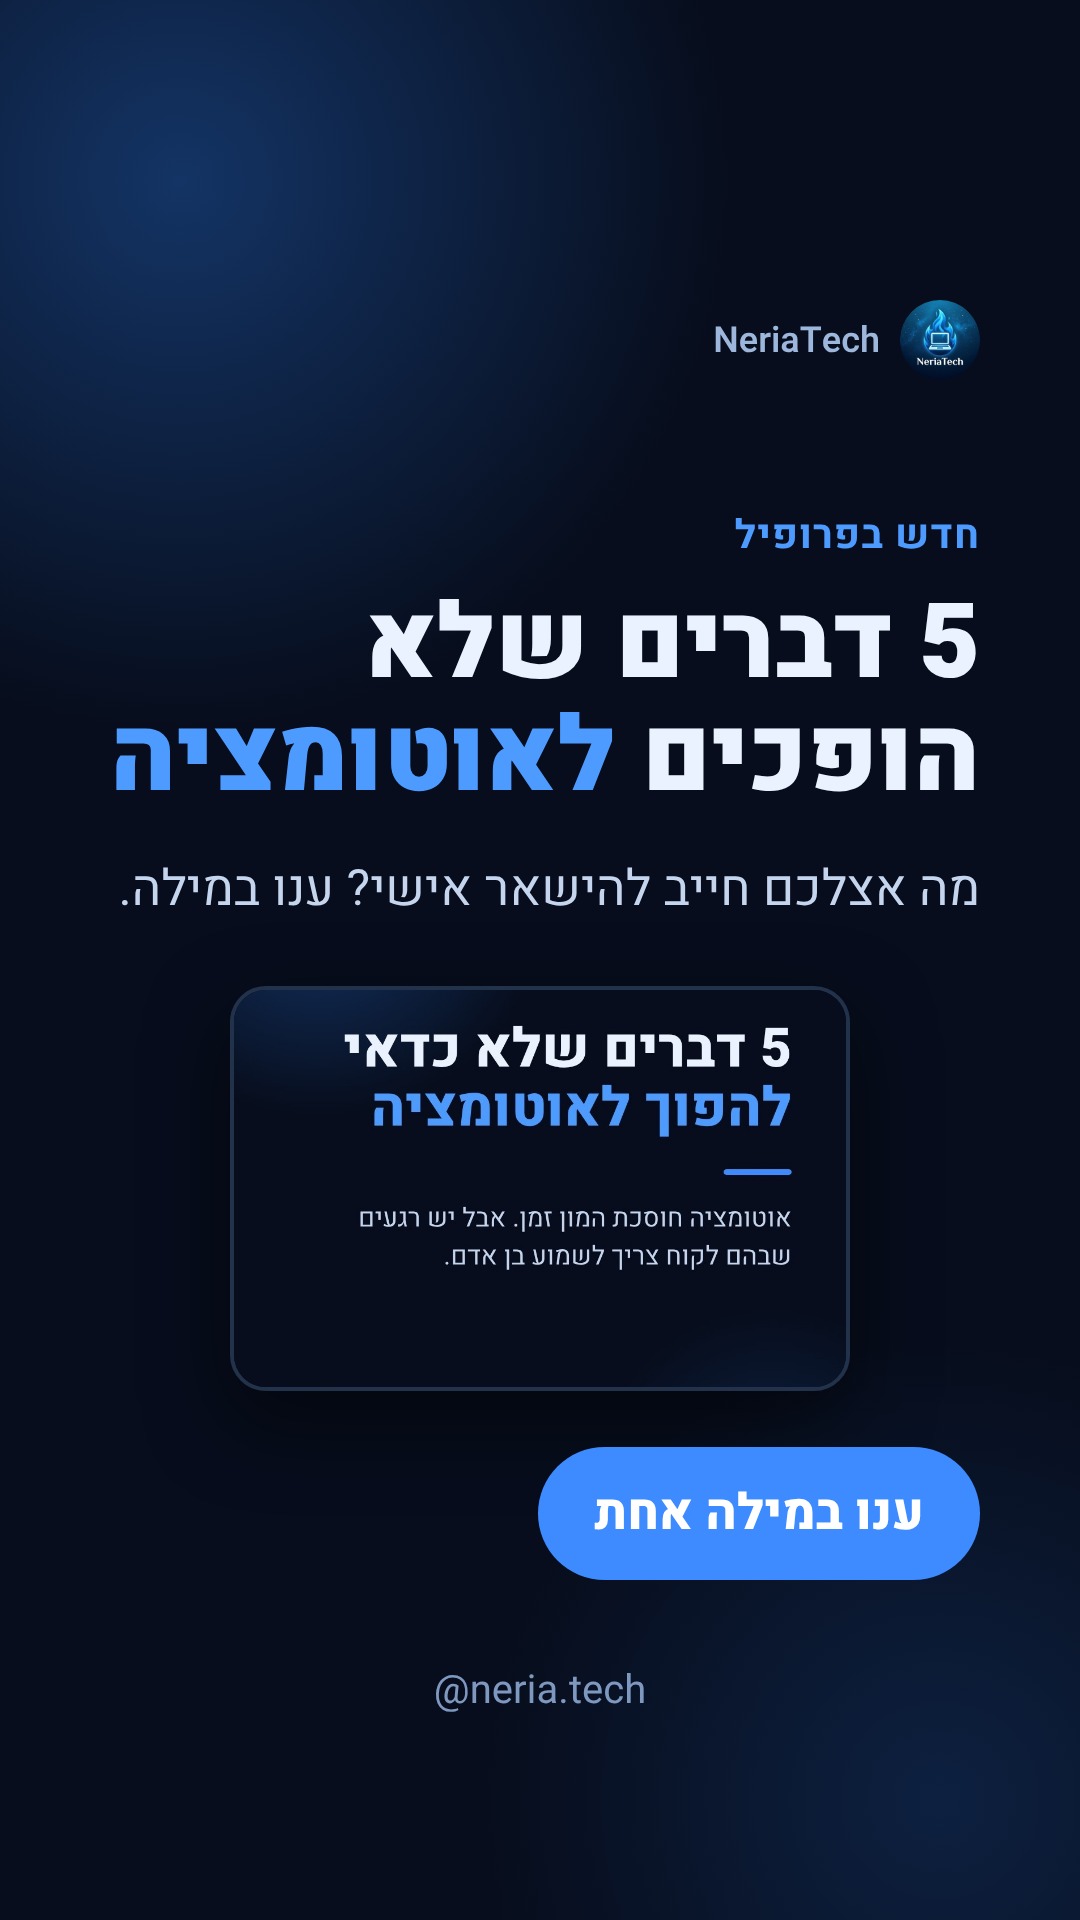 NeriaTech
NeriaTech
חדש בפרופיל
5 דברים שלא
הופכים לאוטומציה
מה אצלכם חייב להישאר אישי? ענו במילה.
5 דברים שלא כדאי
להפוך לאוטומציה
אוטומציה חוסכת המון זמן. אבל יש רגעים
שבהם לקוח צריך לשמוע בן אדם.
ענו במילה אחת
@neria.tech